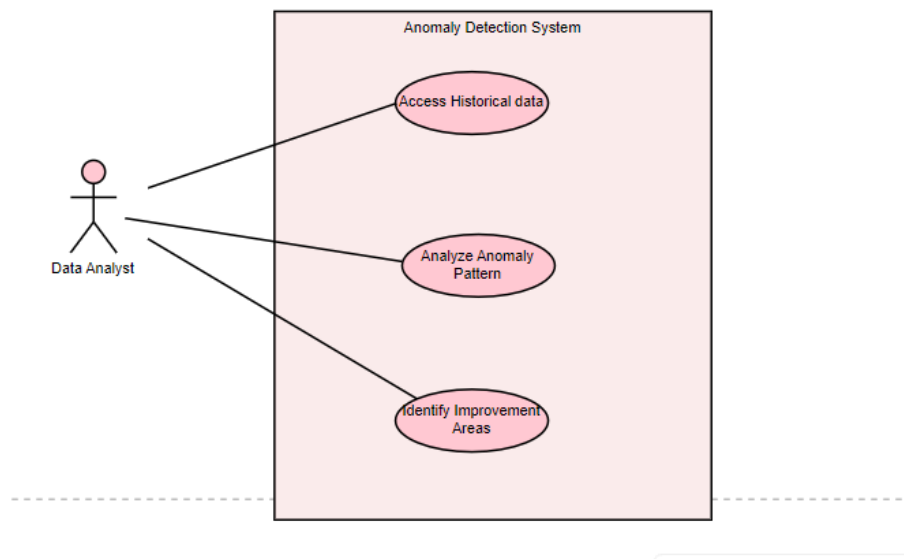 Anomaly Detection System
Access Historical data
Analyze Anomaly
Pattern
Data Analyst
Identify Improvement
Areas